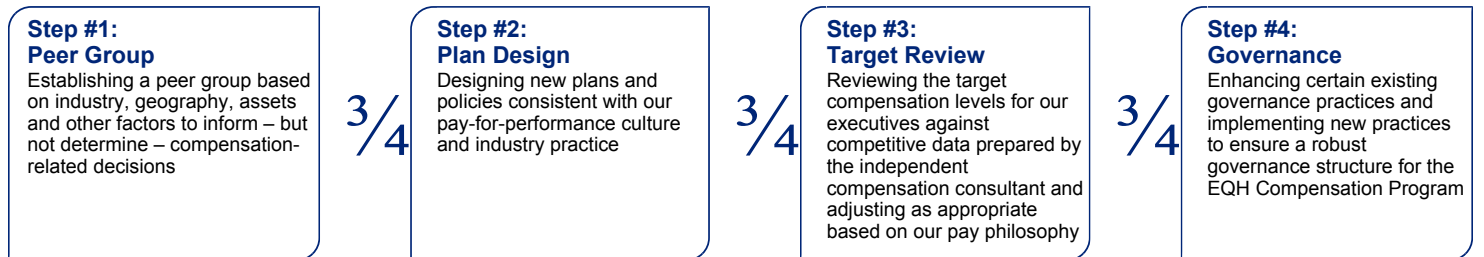 Step #1:
Peer Group
Establishing a peer group based
on industry, geography, assets
and other factors to inform – but
not determine – compensation-
related decisions
¾
Step #2:
Plan Design
Designing new plans and
policies consistent with our
pay-for-performance culture
and industry practice
¾
Step #3:
Target Review
Reviewing the target
compensation levels for our
executives against
competitive data prepared by
the independent
compensation consultant and
adjusting as appropriate
based on our pay philosophy
¾
Step #4:
Governance
Enhancing certain existing
governance practices and
implementing new practices
to ensure a robust
governance structure for the
EQH Compensation Program